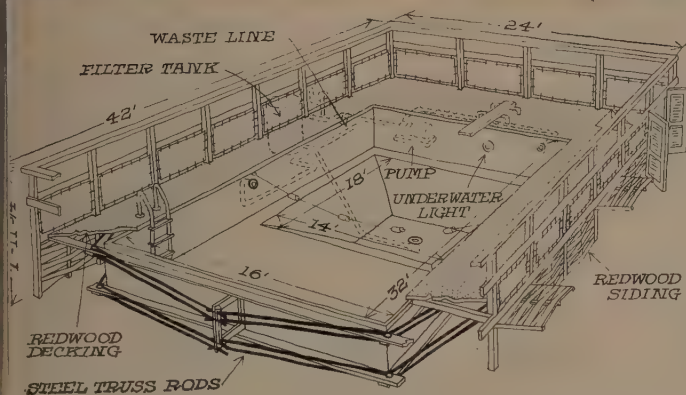 24'
WASTE LINE
FILTER TANK
42'
18'
PUMP
UNDERWATER
LIGHT
14'
16'
32'
REDWOOD
SIDING
REDWOOD
DECKING
STEEL TRUSS RODS